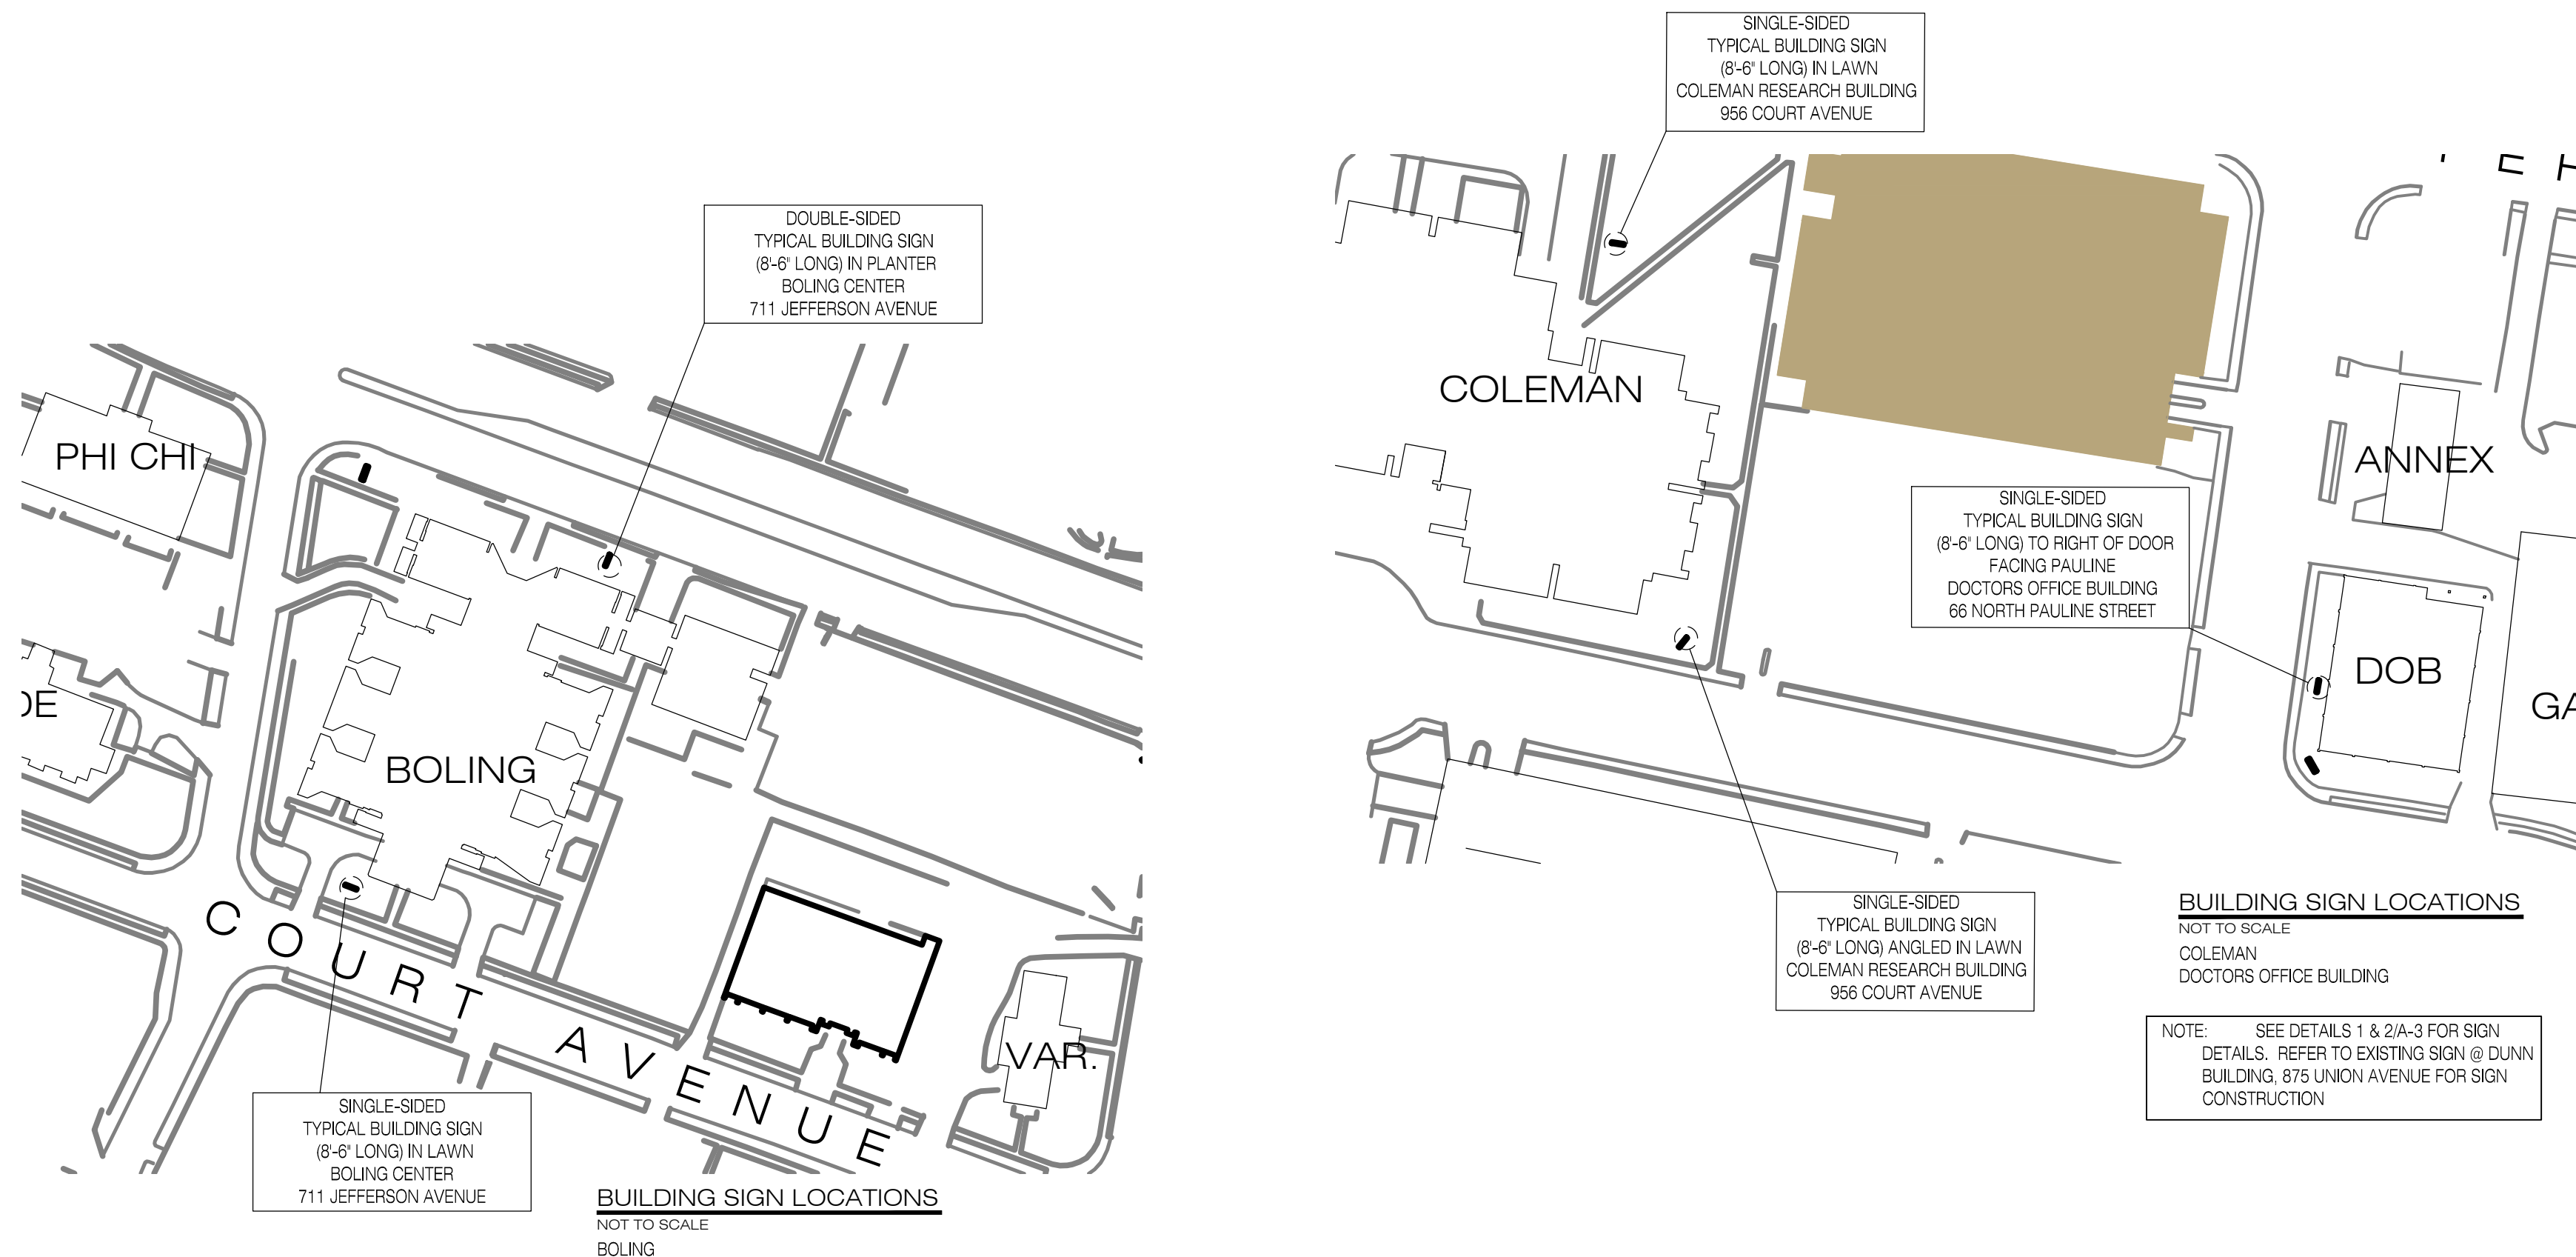 SINGLE-SIDED
TYPICAL BUILDING SIGN
(8'-6" LONG) IN LAWN
COLEMAN RESEARCH BUILDING
956 COURT AVENUE
DOUBLE-SIDED
TYPICAL BUILDING SIGN
(8'-6" LONG) IN PLANTER
BOLING CENTER
711 JEFFERSON AVENUE
PHI CHI
DE
BOLING
COURT AVENUE
VAR.
SINGLE-SIDED
TYPICAL BUILDING SIGN
(8'-6" LONG) IN LAWN
BOLING CENTER
711 JEFFERSON AVENUE
BUILDING SIGN LOCATIONS
NOT TO SCALE
BOLING
COLEMAN
ANNEX
SINGLE-SIDED
TYPICAL BUILDING SIGN
(8'-6" LONG) TO RIGHT OF DOOR
FACING PAULINE
DOCTORS OFFICE BUILDING
66 NORTH PAULINE STREET
DOB
GA
SINGLE-SIDED
TYPICAL BUILDING SIGN
(8'-6" LONG) ANGLED IN LAWN
COLEMAN RESEARCH BUILDING
956 COURT AVENUE
BUILDING SIGN LOCATIONS
NOT TO SCALE
COLEMAN
DOCTORS OFFICE BUILDING
NOTE: SEE DETAILS 1 & 2/A-3 FOR SIGN
DETAILS. REFER TO EXISTING SIGN @ DUNN
BUILDING, 875 UNION AVENUE FOR SIGN
CONSTRUCTION